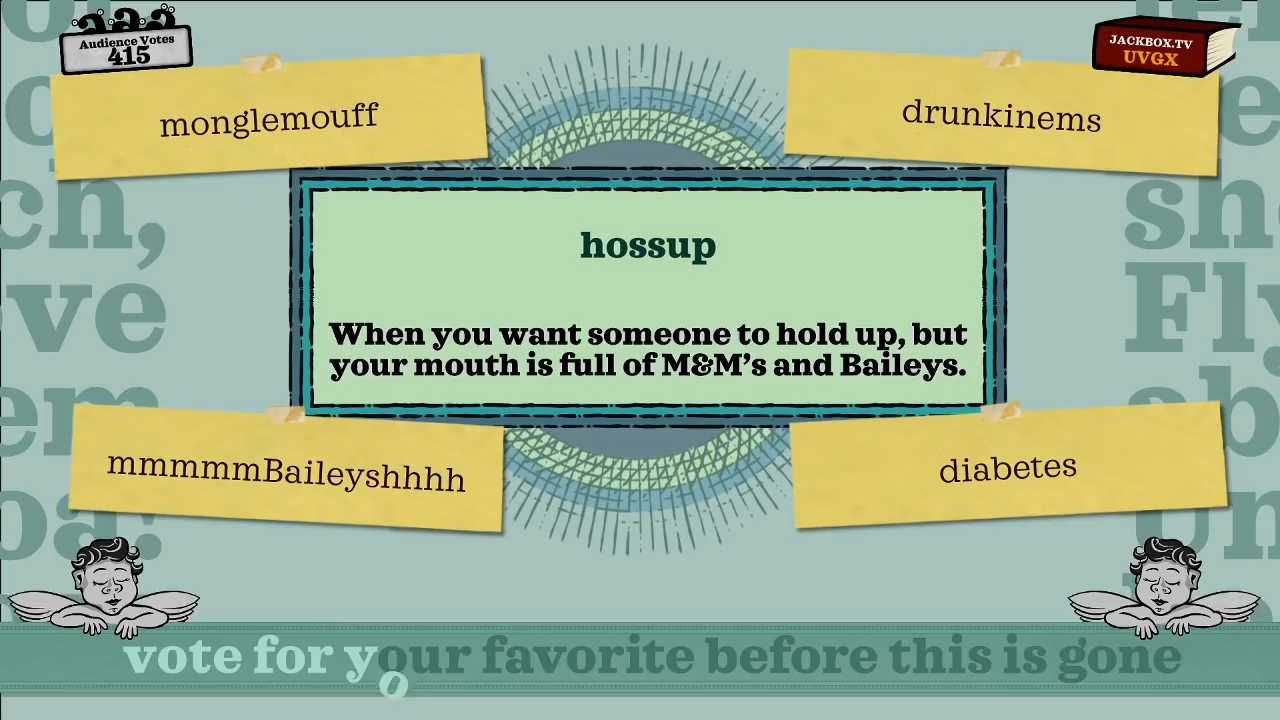 Audience Votes
415
JACKBOX.TV
UVGX
monglemouff
drunkinems
hossup
When you want someone to hold up, but
your mouth is full of M&M's and Baileys.
mmmmmBaileyshhhh
diabetes
vote for your favorite before this is gone